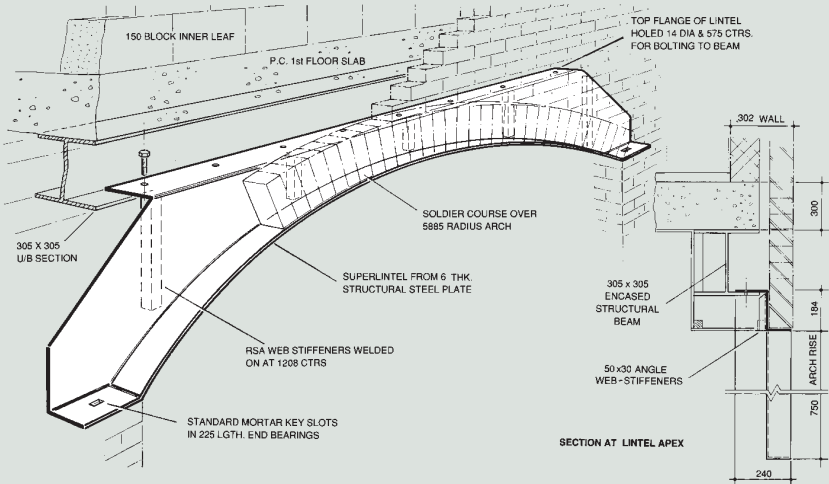 150 BLOCK INNER LEAF
P.C. 1st FLOOR SLAB
TOP FLANGE OF LINTEL
HOLED 14 DIA & 575 CTRS.
FOR BOLTING TO BEAM
302 WALL
300
305 X 305
U/B SECTION
SOLDIER COURSE OVER
5885 RADIUS ARCH
SUPERLINTEL FROM 6 THK.
STRUCTURAL STEEL PLATE
305 x 305
ENCASED
STRUCTURAL
BEAM
184
RSA WEB STIFFENERS WELDED
ON AT 1208 CTRS
50 x30 ANGLE
WEB-STIFFENERS
ARCH RISE
750
STANDARD MORTAR KEY SLOTS
IN 225 LGTH. END BEARINGS
SECTION AT LINTEL APEX
240